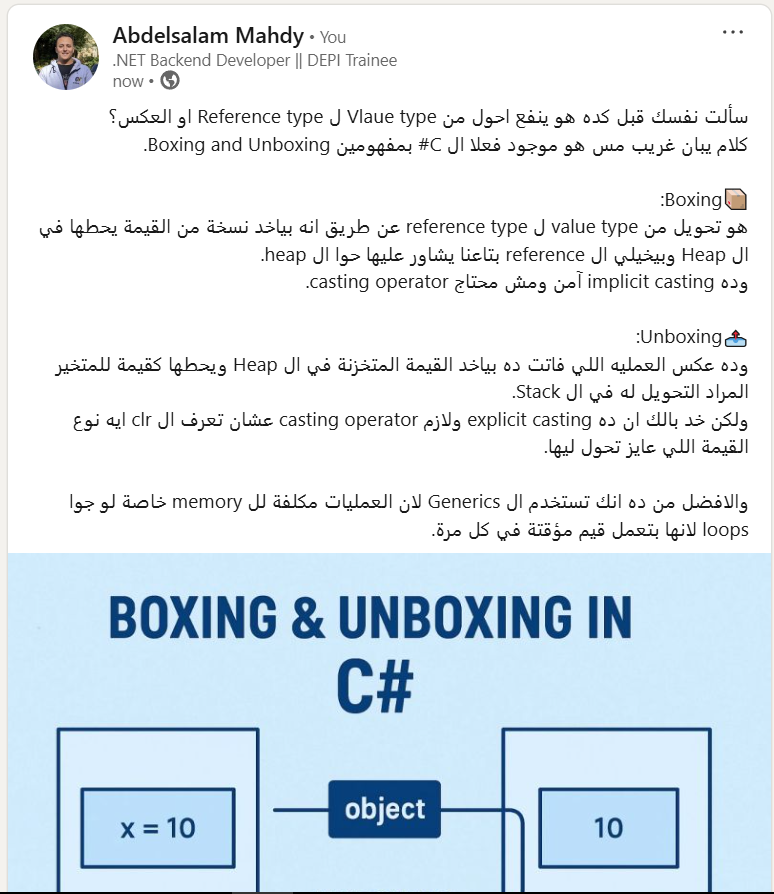 Abdelsalam Mahdy • You
.NET Backend Developer || DEPI Trainee
now •
سألت نفسك قبل كده هو ينفع احول من Vlaue type ل Reference type او العكس؟
كلام يبان غريب مس هو موجود فعلا ال C# بمفهومين Boxing and Unboxing.
Boxing:
هو تحويل من value type ل reference type عن طريق انه بياخد نسخة من القيمة يحطها في
ال Heap وبيخيلي ال reference بتاعنا يشاور عليها حوا ال heap.
وده implicit casting آمن ومش محتاج casting operator.
Unboxing:
وده عكس العمليه اللي فاتت ده بياخد القيمة المتخزنة في ال Heap ويحطها كقيمة للمتخير
المراد التحويل له في ال Stack.
ولكن خد بالك ان ده explicit casting ولازم casting operator عشان تعرف ال clr ايه نوع
القيمة اللي عايز تحول ليها.
والافضل من ده انك تستخدم ال Generics لان العمليات مكلفة لل memory خاصة لو جوا
loops لانها بتعمل قيم مؤقتة في كل مرة.
BOXING & UNBOXING IN
C#
x = 10
object
10